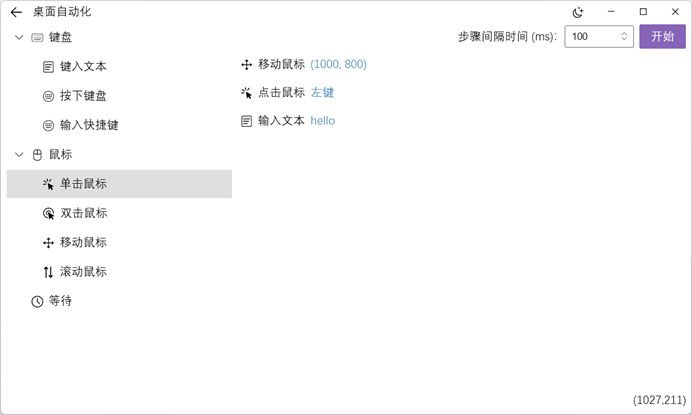 桌面自动化
键盘
键入文本
按下键盘
输入快捷键
鼠标
单击鼠标
双击鼠标
移动鼠标
滚动鼠标
等待
步骤间隔时间 (ms): 100 开始
移动鼠标 (1000, 800)
点击鼠标 左键
输入文本 hello
(1027,211)